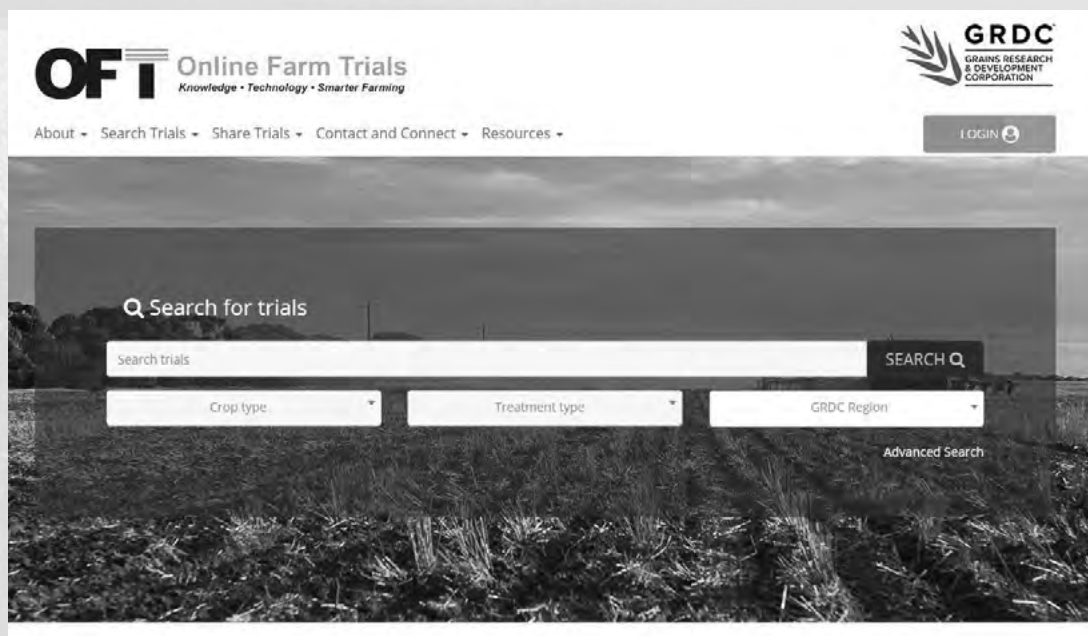 OFT Online Farm Trials
Knowledge • Technology • Smarter Farming
GRDC
GRAINS RESEARCH
& DEVELOPMENT
CORPORATION
About Search Trials Share Trials Contact and Connect Resources
LOGIN
Search for trials
Search trials
SEARCH
Crop type Treatment type GRDC Region
Advanced Search